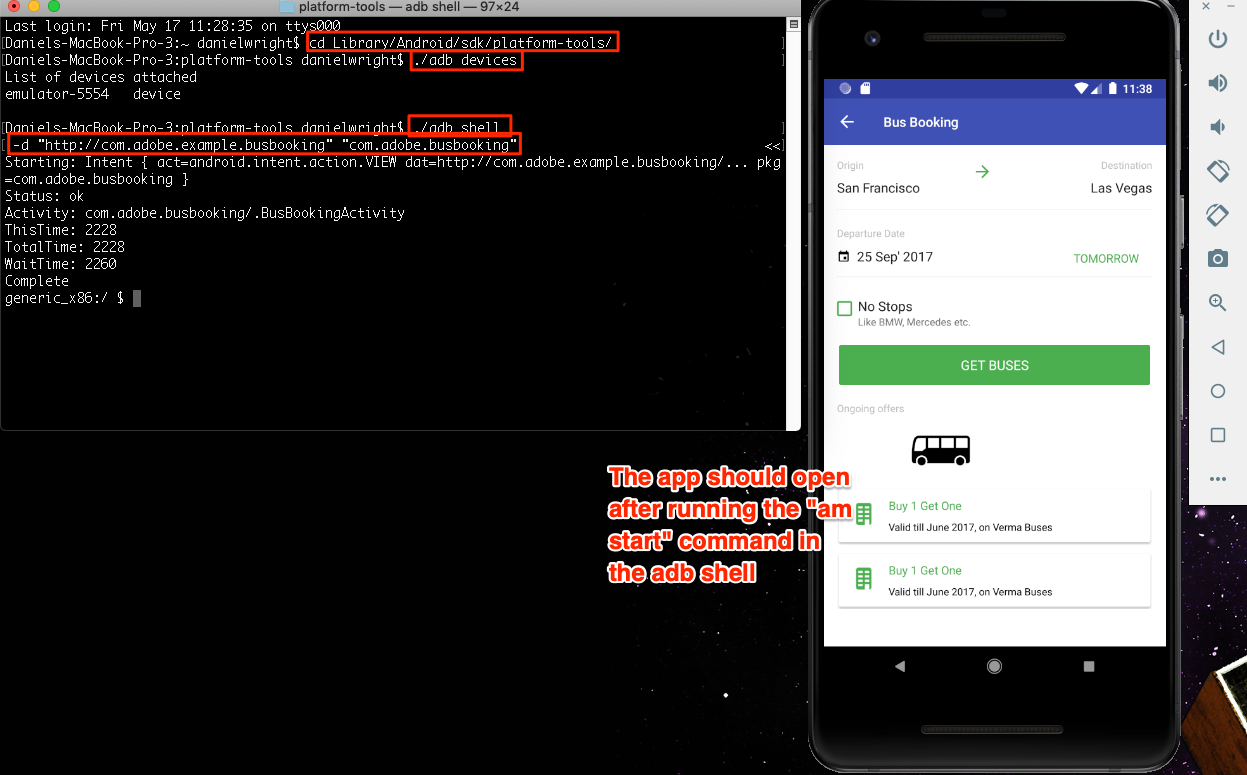 platform-tools — adb shell — 97×24
Last login: Fri May 17 11:28:35 on ttys000
[Daniels-MacBook-Pro-3:~ danielwright$ cd Library/Android/sdk/platform-tools/ ]
[Daniels-MacBook-Pro-3:platform-tools danielwright$ ./adb devices ]
List of devices attached
emulator-5554 device
[Daniels-MacBook-Pro-3:platform-tools danielwright$ ./adb shell ]
[ -d "http://com.adobe.example.busbooking" "com.adobe.busbooking" <<]
Starting: Intent { act=android.intent.action.VIEW dat=http://com.adobe.example.busbooking/... pkg
=com.adobe.busbooking }
Status: ok
Activity: com.adobe.busbooking/.BusBookingActivity
ThisTime: 2228
TotalTime: 2228
WaitTime: 2260
Complete
generic_x86:/ $
The app should open
after running the "am
start" command in
the adb shell
11:38
Bus Booking
Origin Destination
San Francisco Las Vegas
Departure Date
25 Sep' 2017 TOMORROW
No Stops
Like BMW, Mercedes etc.
GET BUSES
Ongoing offers
Buy 1 Get One
Valid till June 2017, on Verma Buses
Buy 1 Get One
Valid till June 2017, on Verma Buses